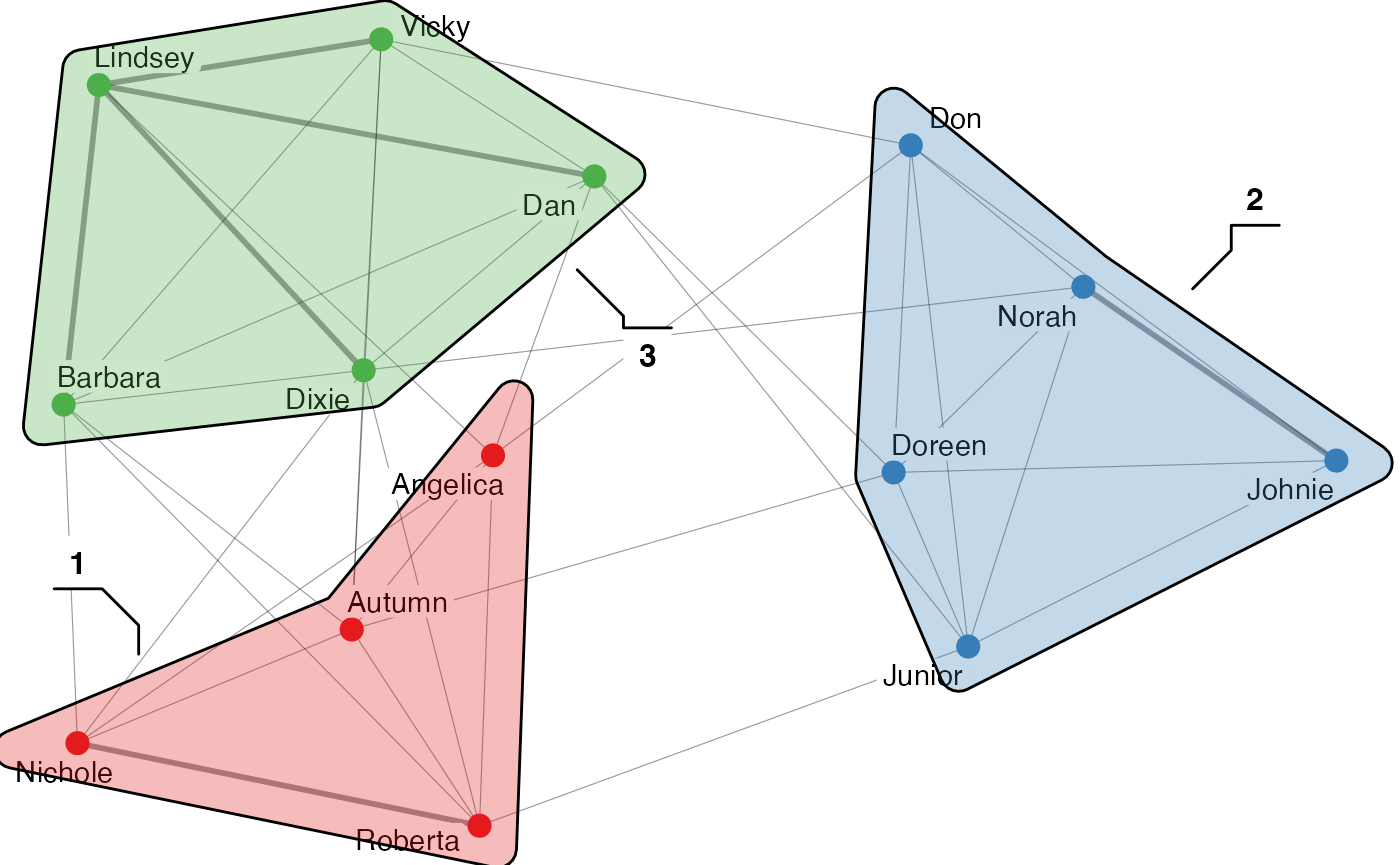 Vicky
Lindsey
Don
Dan
2
Norah
3
Barbara
Dixie
Doreen
Angelica
Johnie
1
Autumn
Junior
Nichole
Roberta